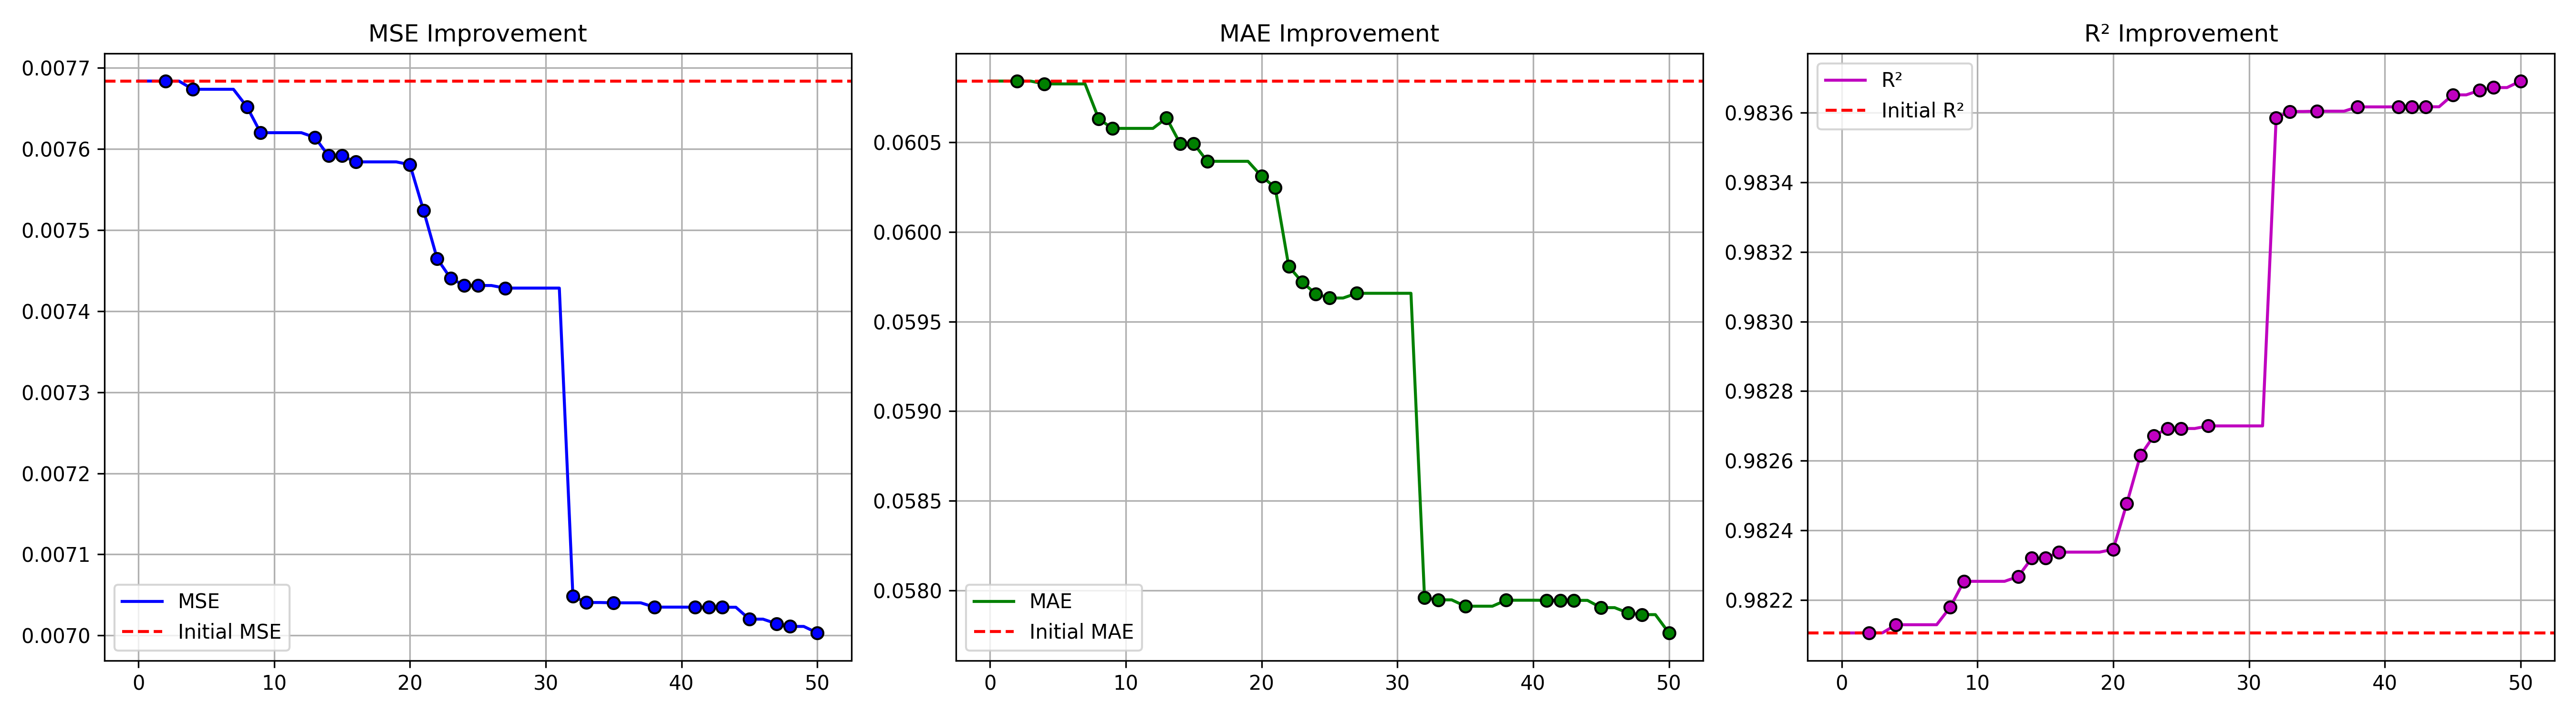 MSE Improvement
0.0077
0.0076
0.0075
0.0074
0.0073
0.0072
0.0071
0.0070
0 10 20 30 40 50
MSE
Initial MSE
MAE Improvement
0.0605
0.0600
0.0595
0.0590
0.0585
0.0580
0 10 20 30 40 50
MAE
Initial MAE
R² Improvement
0.9836
0.9834
0.9832
0.9830
0.9828
0.9826
0.9824
0.9822
0 10 20 30 40 50
R²
Initial R²